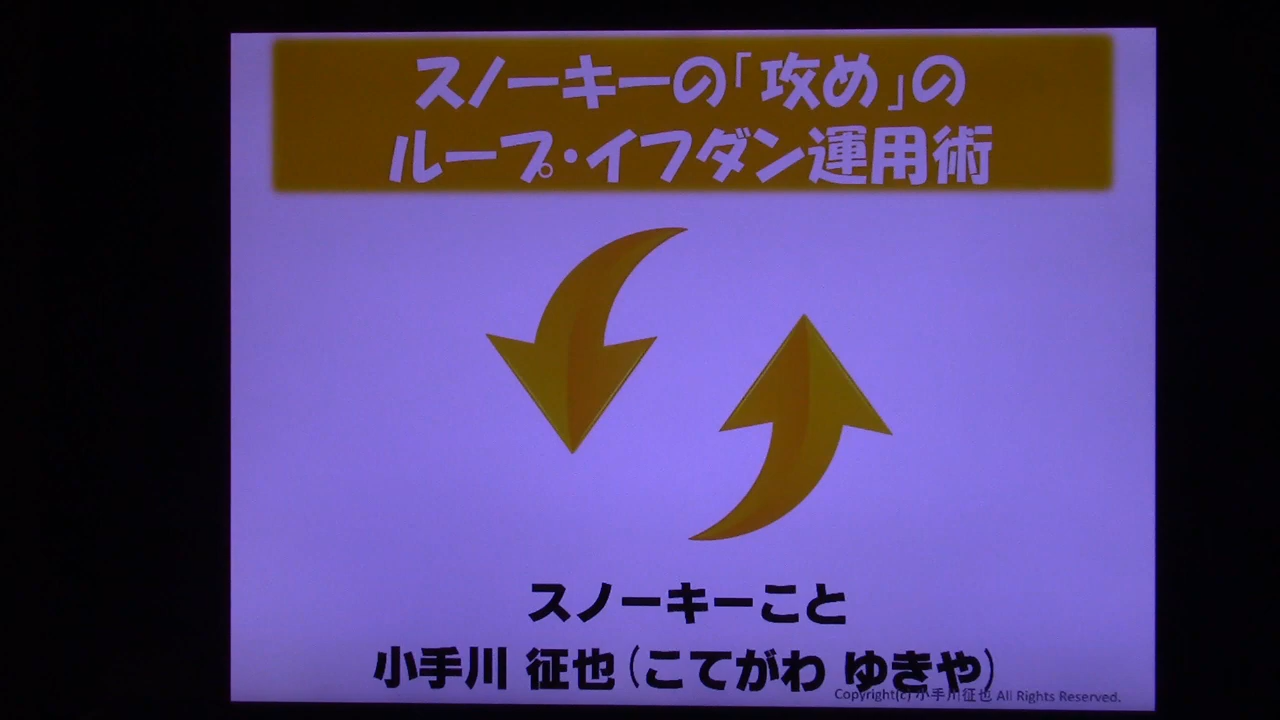 スノーキーの「攻め」の
ループ・イフダン運用術
スノーキーこと
小手川 征也(こてがわ ゆきや)
Copyright(c) 小手川征也 All Rights Reserved.